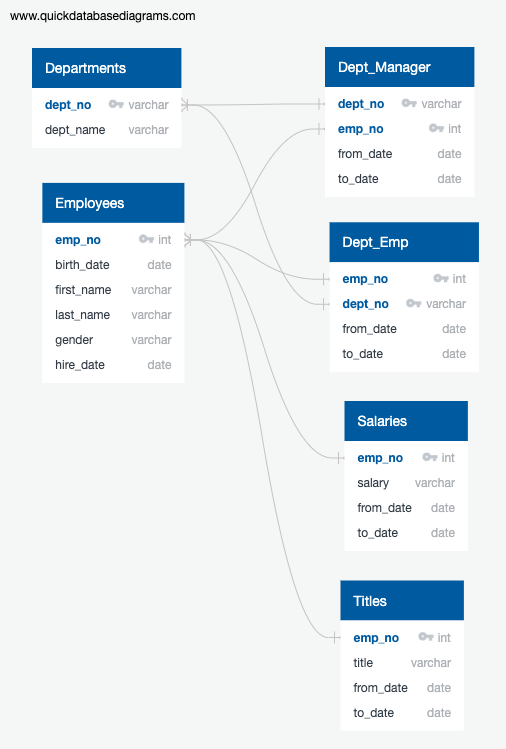 www.quickdatabasediagrams.com
Departments
dept_no varchar
dept_name varchar
Employees
emp_no int
birth_date date
first_name varchar
last_name varchar
gender varchar
hire_date date
Dept_Manager
dept_no varchar
emp_no int
from_date date
to_date date
Dept_Emp
emp_no int
dept_no varchar
from_date date
to_date date
Salaries
emp_no int
salary varchar
from_date date
to_date date
Titles
emp_no int
title varchar
from_date date
to_date date